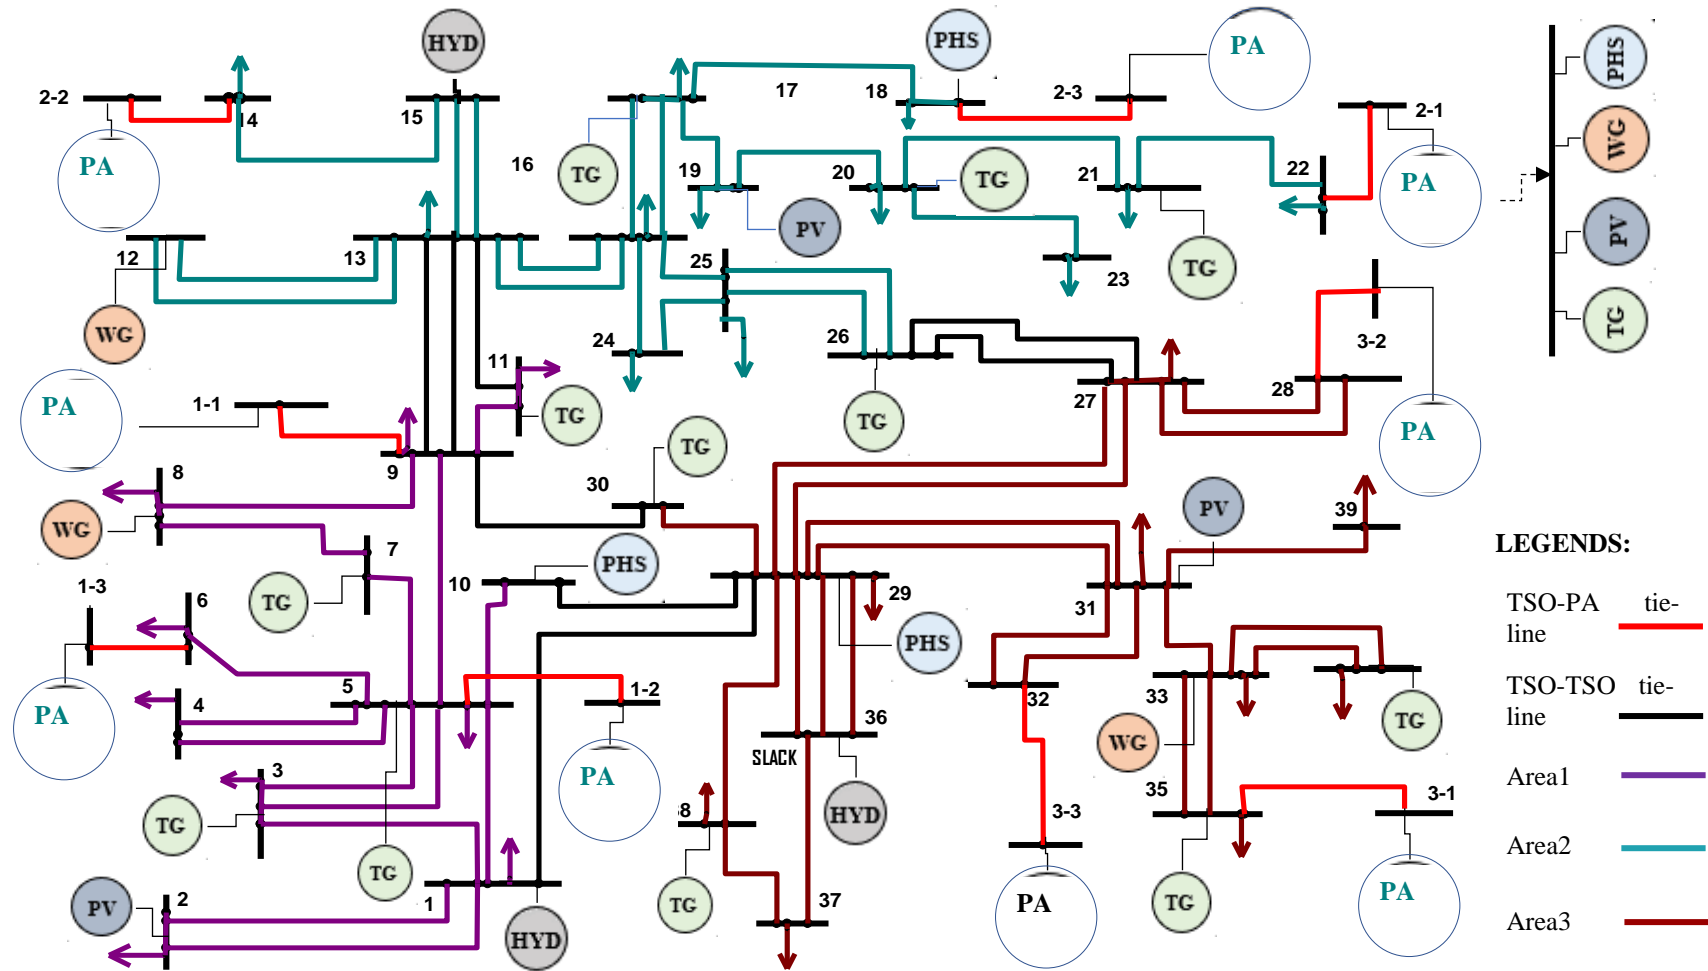 HYD
PHS
PA
PHS
2-2
14
15
17
18
2-3
2-1
WG
PA
16
TG
19
20
TG
21
22
PA
PV
PV
12
13
25
23
TG
TG
WG
24
26
3-2
11
PA
1-1
TG
TG
27
28
PA
9
TG
8
30
WG
PV
39
7
10
PHS
LEGENDS:
1-3
6
TG
29
31
TSO-PA tie-
line
PHS
5
1-2
32
33
TSO-TSO tie-
line
PA
4
36
WG
TG
SLACK
3
PA
35
Area1
TG
8
HYD
3-3
3-1
TG
Area2
PV
2
1
TG
37
PA
TG
PA
HYD
Area3